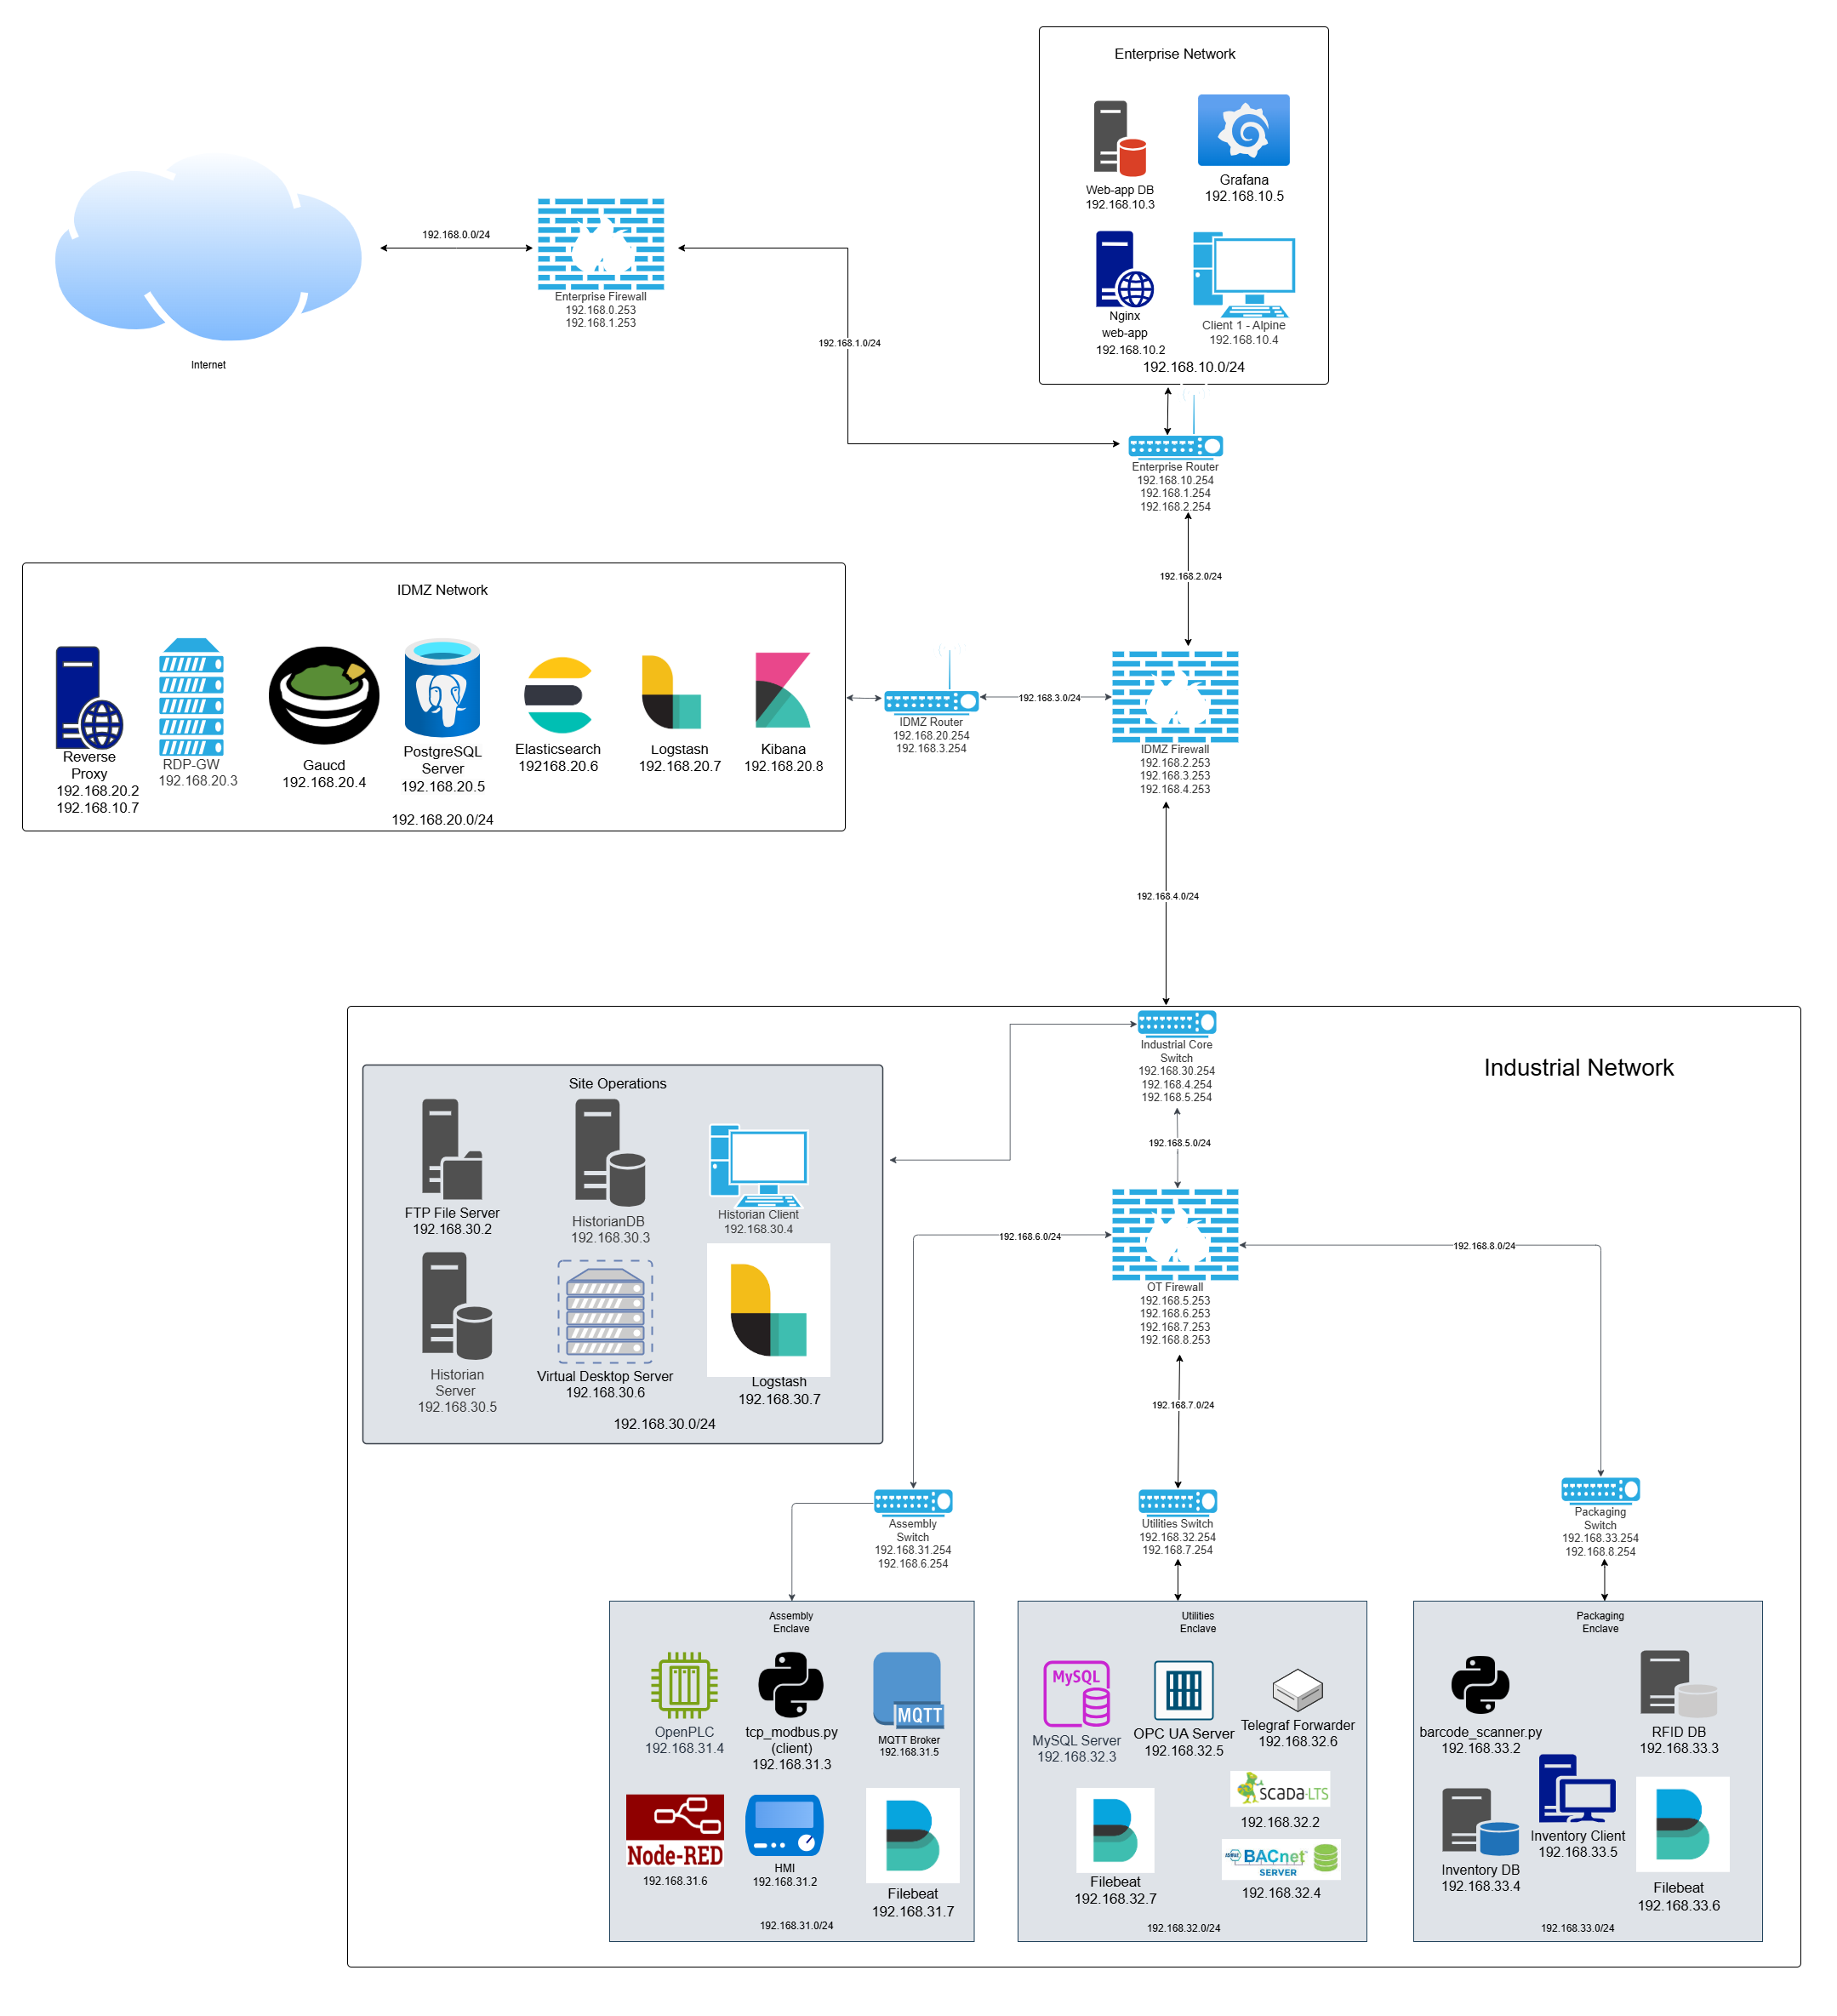 Enterprise Network
Web-app DB
192.168.10.3
Grafana
192.168.10.5
Nginx
web-app
192.168.10.2
Client 1 - Alpine
192.168.10.4
192.168.10.0/24
192.168.0.0/24
Enterprise Firewall
192.168.0.253
192.168.1.253
Internet
192.168.1.0/24
Enterprise Router
192.168.10.254
192.168.1.254
192.168.2.254
192.168.2.0/24
IDMZ Network
Reverse
Proxy
192.168.20.2
192.168.10.7
RDP-GW
192.168.20.3
Gaucd
192.168.20.4
PostgreSQL
Server
192.168.20.5
Elasticsearch
192168.20.6
Logstash
192.168.20.7
Kibana
192.168.20.8
192.168.20.0/24
IDMZ Router
192.168.20.254
192.168.3.254
192.168.3.0/24
IDMZ Firewall
192.168.2.253
192.168.3.253
192.168.4.253
192.168.4.0/24
Industrial Network
Industrial Core
Switch
192.168.30.254
192.168.4.254
192.168.5.254
192.168.5.0/24
Site Operations
FTP File Server
192.168.30.2
HistorianDB
192.168.30.3
Historian Client
192.168.30.4
Historian
Server
192.168.30.5
Virtual Desktop Server
192.168.30.6
Logstash
192.168.30.7
192.168.30.0/24
OT Firewall
192.168.5.253
192.168.6.253
192.168.7.253
192.168.8.253
192.168.6.0/24
192.168.8.0/24
192.168.7.0/24
Assembly
Switch
192.168.31.254
192.168.6.254
Utilities Switch
192.168.32.254
192.168.7.254
Packaging
Switch
192.168.33.254
192.168.8.254
Assembly
Enclave
OpenPLC
192.168.31.4
tcp_modbus.py
(client)
192.168.31.3
MQTT
MQTT Broker
192.168.31.5
Node-RED
192.168.31.6
HMI
192.168.31.2
Filebeat
192.168.31.7
192.168.31.0/24
Utilities
Enclave
MySQL
MySQL Server
192.168.32.3
OPC UA Server
192.168.32.5
Telegraf Forwarder
192.168.32.6
SCADA-LTS
192.168.32.2
Filebeat
192.168.32.7
BACnet™
SERVER
192.168.32.4
192.168.32.0/24
Packaging
Enclave
barcode_scanner.py
192.168.33.2
RFID DB
192.168.33.3
Inventory Client
192.168.33.5
Inventory DB
192.168.33.4
Filebeat
192.168.33.6
192.168.33.0/24